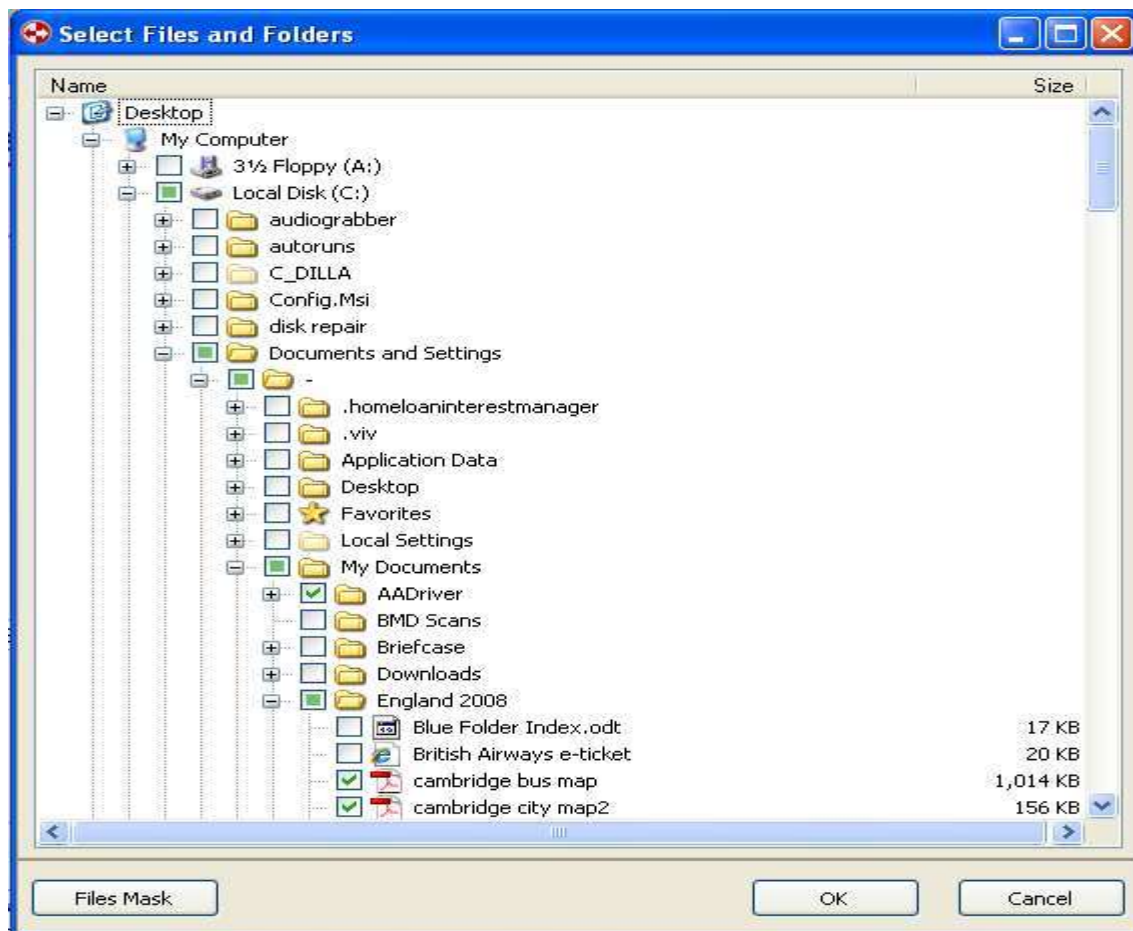 Select Files and Folders
Name Size
Desktop
My Computer
3½ Floppy (A:)
Local Disk (C:)
audiograbber
autoruns
C_DILLA
Config.Msi
disk repair
Documents and Settings
-
.homeloaninterestmanager
.viv
Application Data
Desktop
Favorites
Local Settings
My Documents
AADriver
BMD Scans
Briefcase
Downloads
England 2008
Blue Folder Index.odt 17 KB
British Airways e-ticket 20 KB
cambridge bus map 1,014 KB
cambridge city map2 156 KB
Files Mask OK Cancel